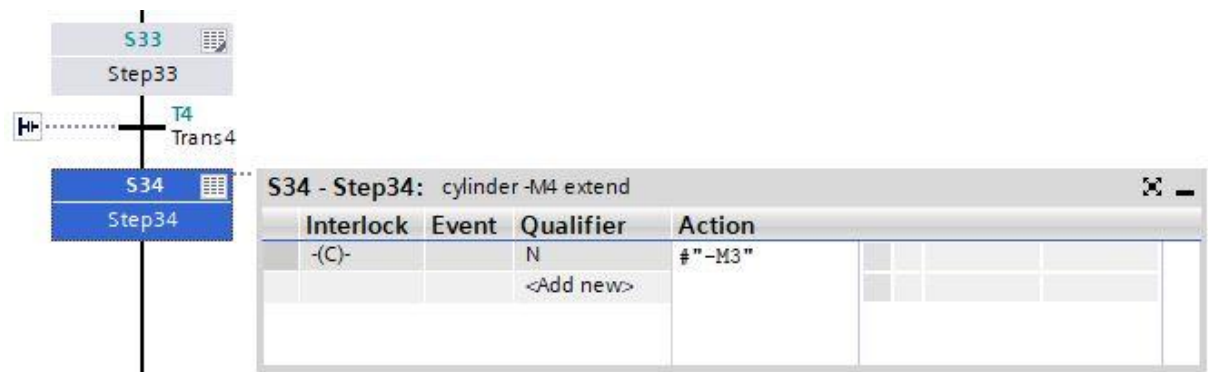 S33
Step33
T4
Trans4
S34
Step34
S34 - Step34: cylinder -M4 extend
Interlock Event Qualifier Action
-(C)- N #"-M3"
<Add new>